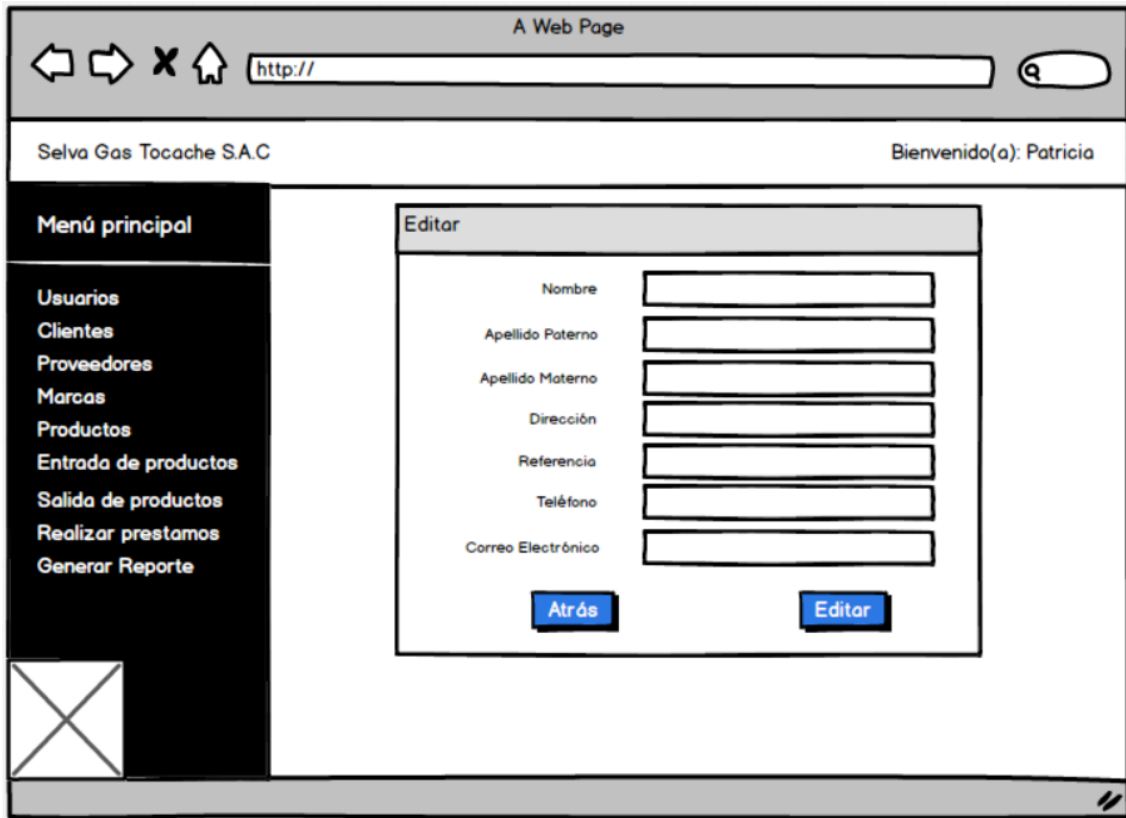 A Web Page
http://
Selva Gas Tocache S.A.C
Bienvenido(a): Patricia
Menú principal
Usuarios
Clientes
Proveedores
Marcas
Productos
Entrada de productos
Salida de productos
Realizar prestamos
Generar Reporte
Editar
Nombre
Apellido Paterno
Apellido Materno
Dirección
Referencia
Teléfono
Correo Electrónico
Atrás
Editar